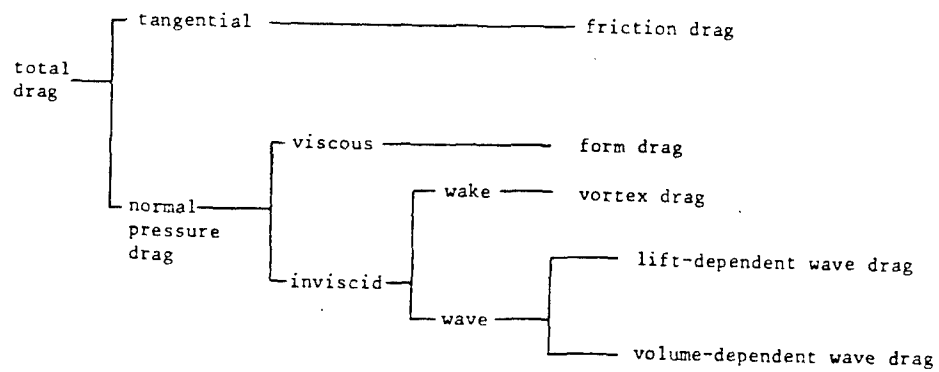 tangential
friction drag
total
drag
viscous
form drag
wake
vortex drag
normal
pressure
drag
lift-dependent wave drag
inviscid
wave
volume-dependent wave drag